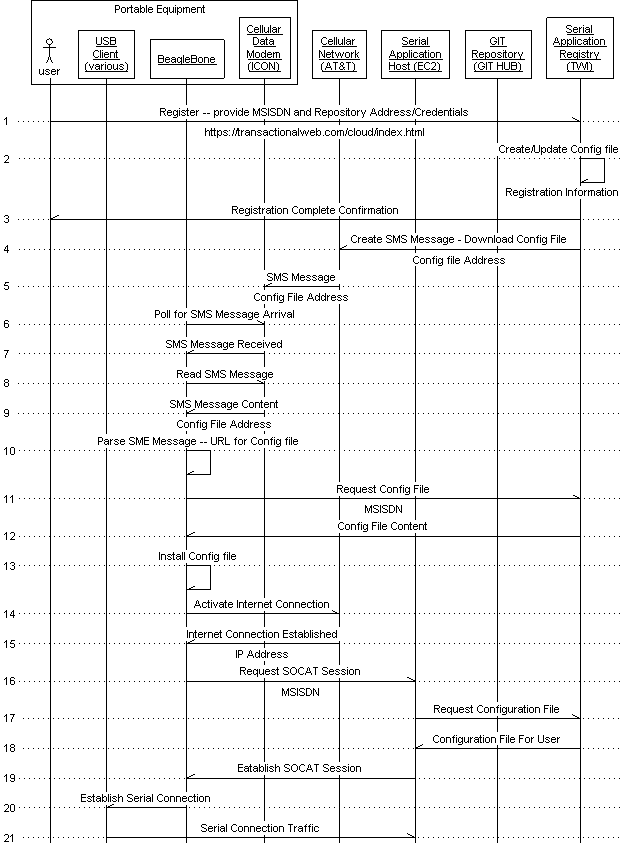 Portable Equipment
user
USB
Client
(various)
BeagleBone
Cellular
Data
Modem
(ICON)
Cellular
Network
(AT&T)
Serial
Application
Host (EC2)
GIT
Repository
(GIT HUB)
Serial
Application
Registry
(TWI)
1
Register -- provide MSISDN and Repository Address/Credentials
https://transactionalweb.com/cloud/index.html
2
Create/Update Config file
Registration Information
3
Registration Complete Confirmation
4
Create SMS Message - Download Config File
Config file Address
5
SMS Message
Config File Address
6
Poll for SMS Message Arrival
7
SMS Message Received
8
Read SMS Message
9
SMS Message Content
Config File Address
10
Parse SME Message -- URL for Config file
11
Request Config File
MSISDN
12
Config File Content
13
Install Config file
14
Activate Internet Connection
15
Internet Connection Established
IP Address
16
Request SOCAT Session
MSISDN
17
Request Configuration File
18
Configuration File For User
19
Eatablish SOCAT Session
20
Establish Serial Connection
21
Serial Connection Traffic